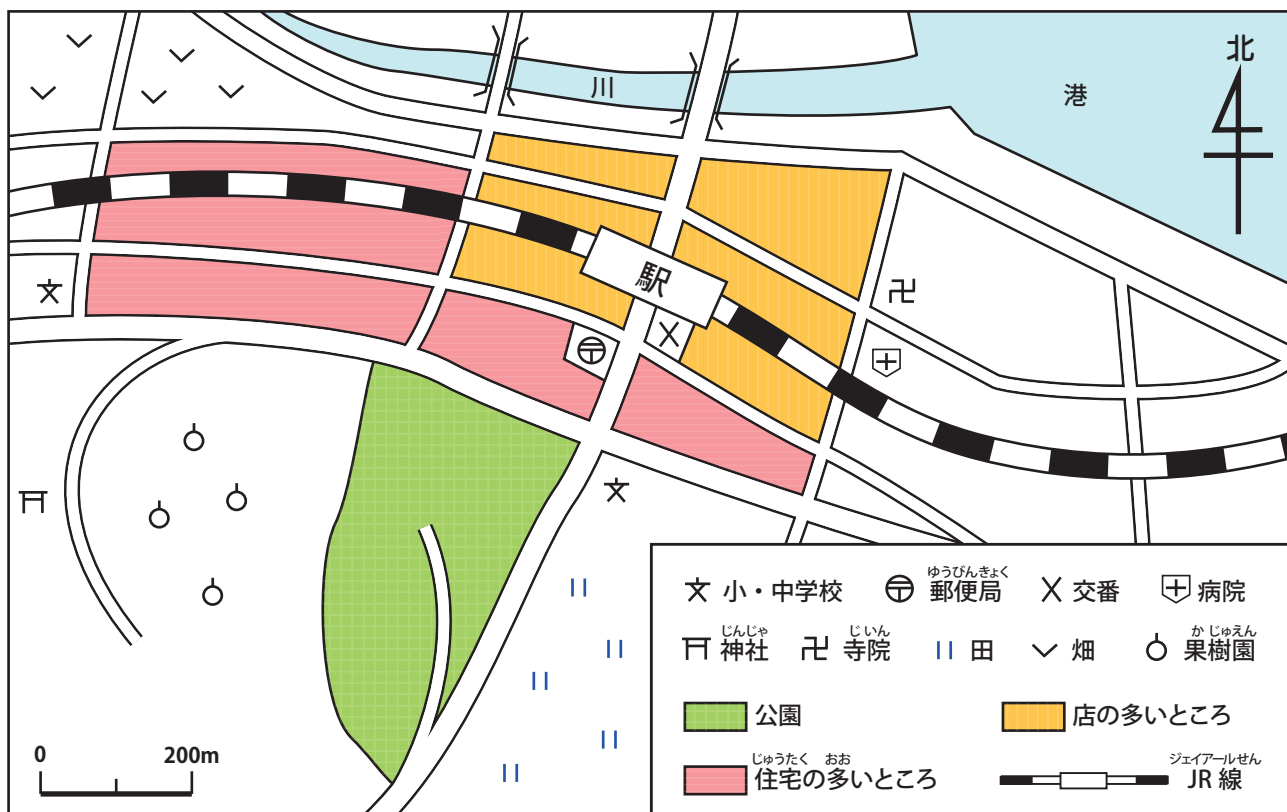 北
川
港
駅
0
200m
小・中学校
ゆうびんきょく
郵便局
交番
病院
じんじゃ
神社
じいん
寺院
田
畑
かじゅえん
果樹園
公園
店の多いところ
じゅうたく おお
住宅の多いところ
ジェイアールせん
JR 線